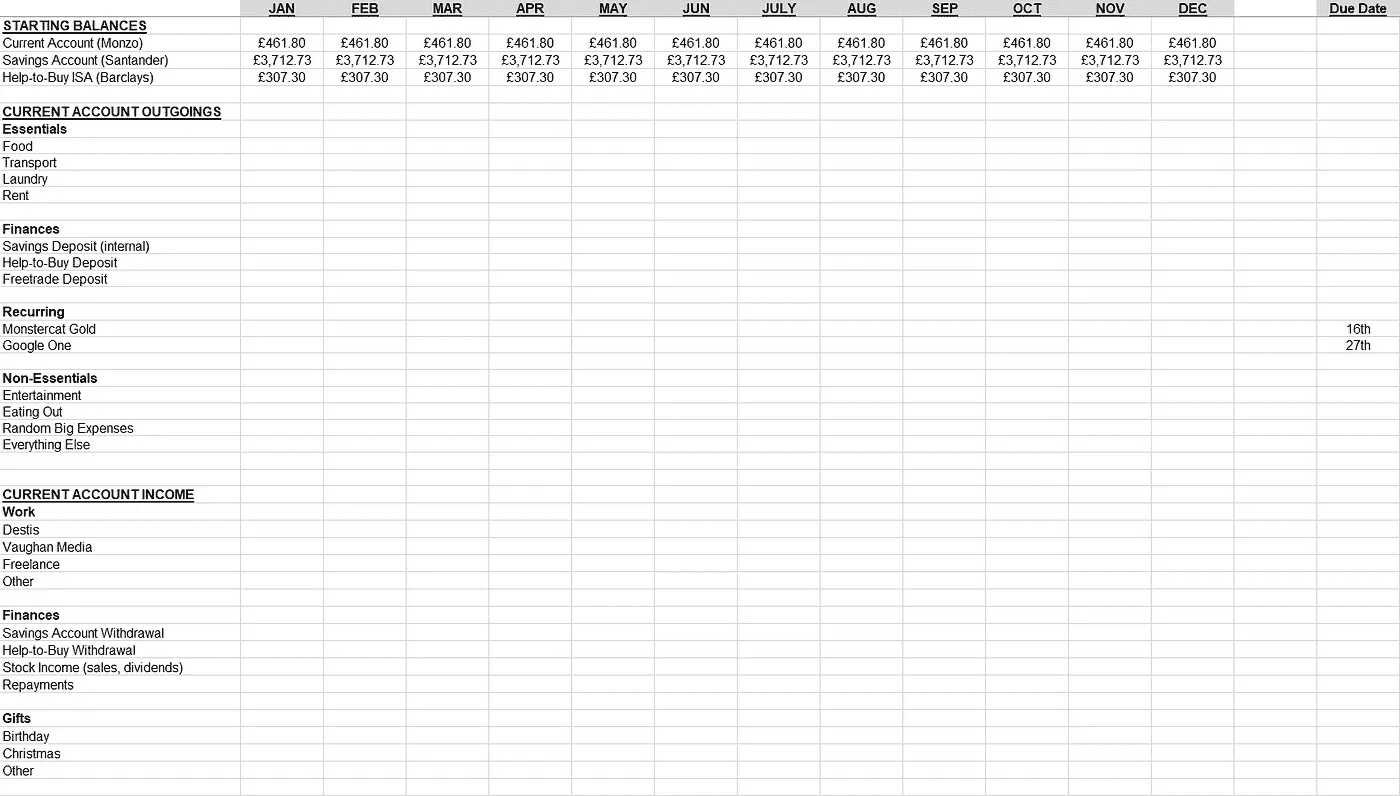 JAN FEB MAR APR MAY JUN JULY AUG SEP OCT NOV DEC Due Date
STARTING BALANCES
Current Account (Monzo) £461.80 £461.80 £461.80 £461.80 £461.80 £461.80 £461.80 £461.80 £461.80 £461.80 £461.80 £461.80
Savings Account (Santander) £3,712.73 £3,712.73 £3,712.73 £3,712.73 £3,712.73 £3,712.73 £3,712.73 £3,712.73 £3,712.73 £3,712.73 £3,712.73 £3,712.73
Help-to-Buy ISA (Barclays) £307.30 £307.30 £307.30 £307.30 £307.30 £307.30 £307.30 £307.30 £307.30 £307.30 £307.30 £307.30
CURRENT ACCOUNT OUTGOINGS
Essentials
Food
Transport
Laundry
Rent
Finances
Savings Deposit (internal)
Help-to-Buy Deposit
Freetrade Deposit
Recurring
Monstercat Gold 16th
Google One 27th
Non-Essentials
Entertainment
Eating Out
Random Big Expenses
Everything Else
CURRENT ACCOUNT INCOME
Work
Destis
Vaughan Media
Freelance
Other
Finances
Savings Account Withdrawal
Help-to-Buy Withdrawal
Stock Income (sales, dividends)
Repayments
Gifts
Birthday
Christmas
Other